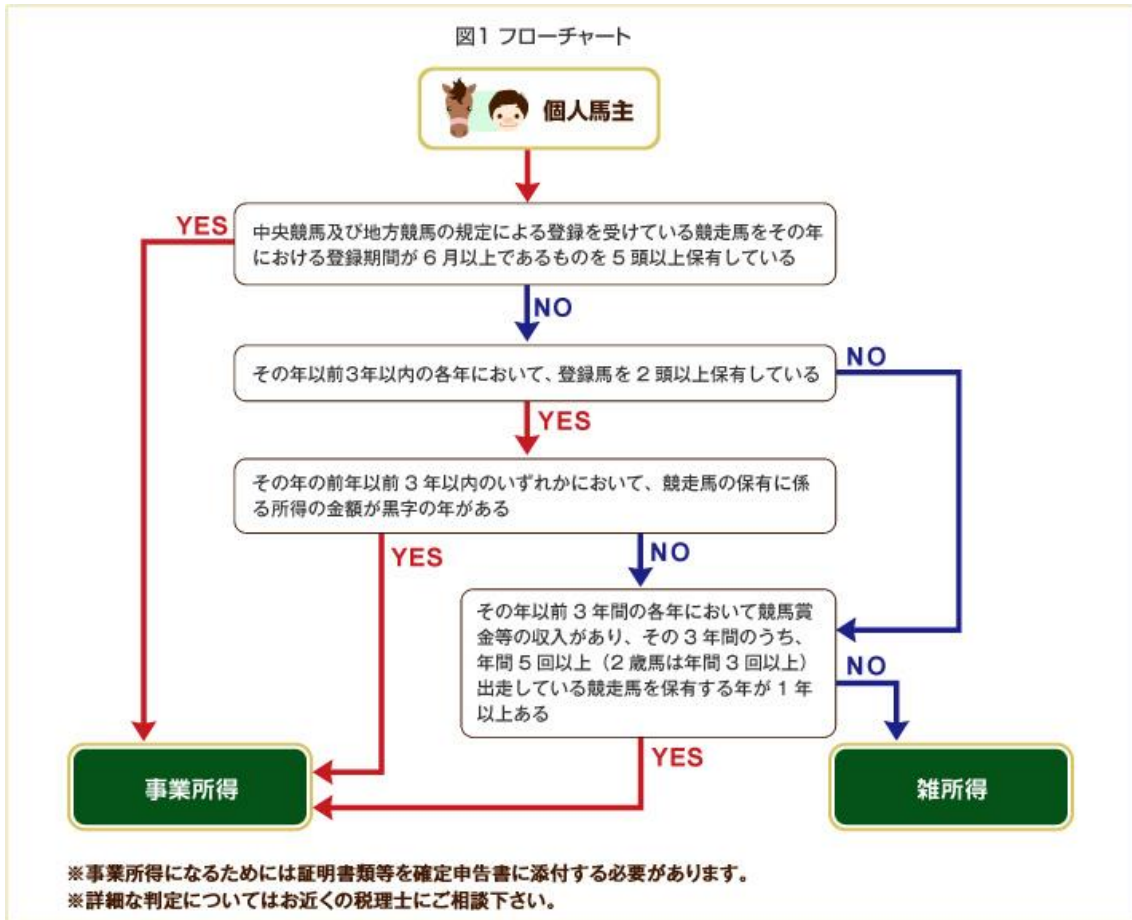 図1 フローチャート
個人馬主
YES
中央競馬及び地方競馬の規定による登録を受けている競走馬をその年
における登録期間が6月以上であるものを5頭以上保有している
NO
その年以前3年以内の各年において、登録馬を2頭以上保有している
NO
YES
その年の前年以前3年以内のいずれかにおいて、競走馬の保有に係
る所得の金額が黒字の年がある
YES
NO
その年以前3年間の各年において競馬賞
金等の収入があり、その3年間のうち、
年間5回以上（2歳馬は年間3回以上）
出走している競走馬を保有する年が1年
以上ある
NO
YES
事業所得
雑所得
※事業所得になるためには証明書類等を確定申告書に添付する必要があります。
※詳細な判定についてはお近くの税理士にご相談下さい。